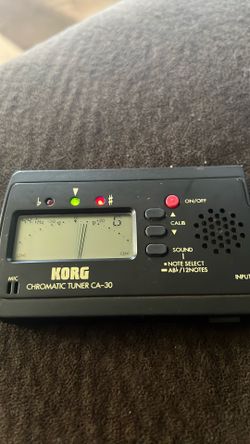 ♭ ♯
ON/OFF
▲
CALIB
▼
SOUND
KORG
NOTE SELECT
AB♭/12NOTES
MIC
CHROMATIC TUNER CA-30
INPUT